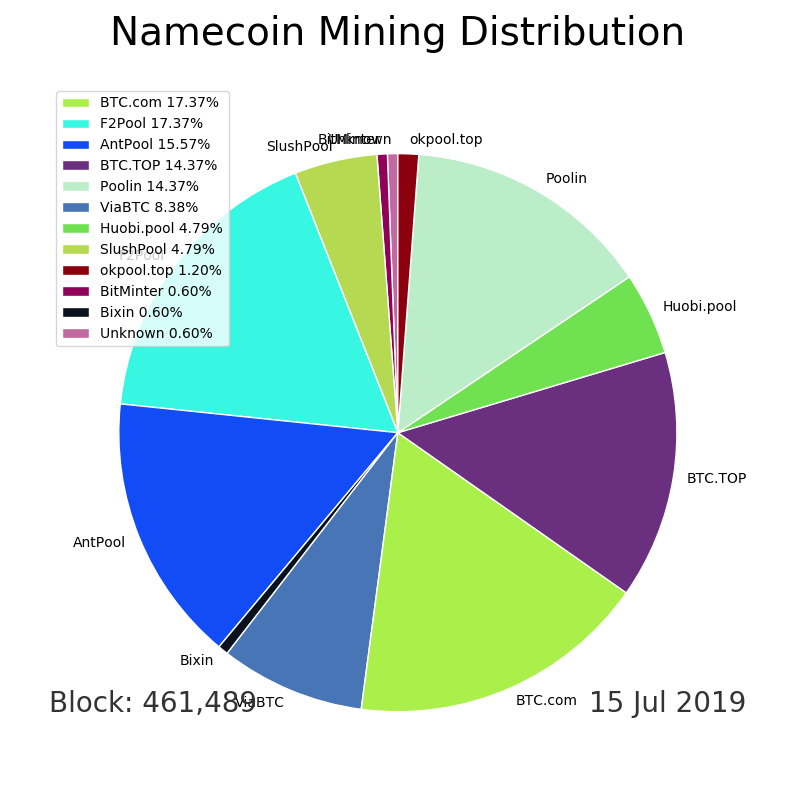 Namecoin Mining Distribution
BTC.com 17.37%
F2Pool 17.37%
AntPool 15.57%
BTC.TOP 14.37%
Poolin 14.37%
ViaBTC 8.38%
Huobi.pool 4.79%
SlushPool 4.79%
okpool.top 1.20%
BitMinter 0.60%
Bixin 0.60%
Unknown 0.60%
SlushPool
BitMinter
Unknown
okpool.top
Poolin
F2Pool
Huobi.pool
BTC.TOP
AntPool
Bixin
ViaBTC
BTC.com
Block: 461,489
15 Jul 2019